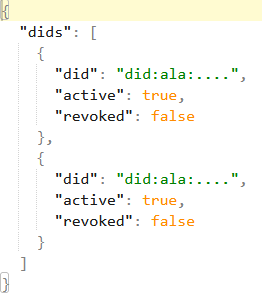 {
  "dids": [
    {
      "did": "did:ala:....",
      "active": true,
      "revoked": false
    },
    {
      "did": "did:ala:....",
      "active": true,
      "revoked": false
    }
  ]
}